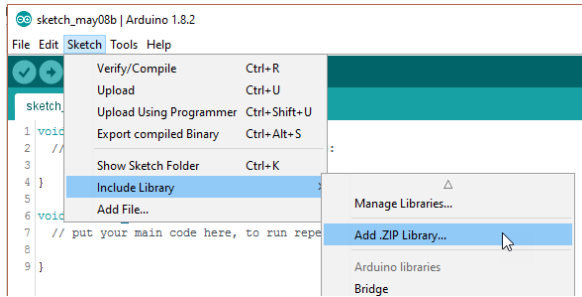 sketch_may08b | Arduino 1.8.2
File Edit Sketch Tools Help
Verify/Compile Ctrl+R
Upload Ctrl+U
Upload Using Programmer Ctrl+Shift+U
Export compiled Binary Ctrl+Alt+S
Show Sketch Folder Ctrl+K
Include Library
Add File...
Manage Libraries...
Add .ZIP Library...
Arduino libraries
Bridge
sketch_
1 void
2 // :
3
4 }
5
6 void
7 // put your main code here, to run repe
8
9 }